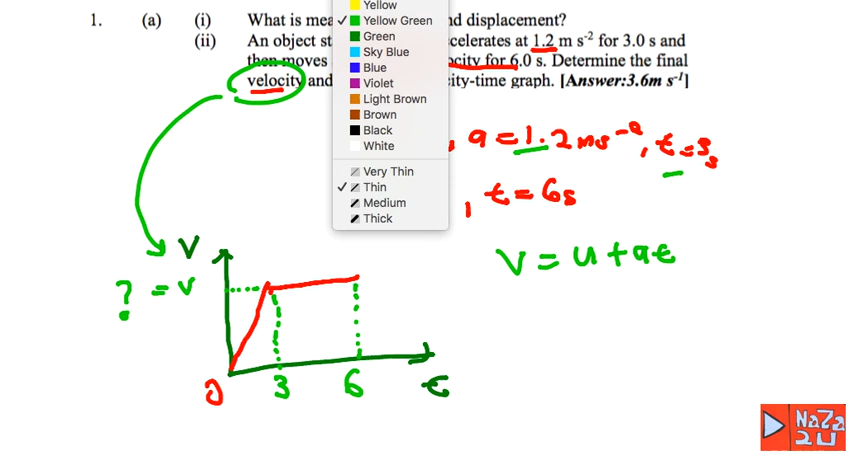 1. (a) (i) What is mea nd displacement?
(ii) An object st celerates at 1.2 m s⁻² for 3.0 s and
then moves ocity for 6.0 s. Determine the final
velocity and ity-time graph. [Answer:3.6m s⁻¹]
Yellow
✓ Yellow Green
Green
Sky Blue
Blue
Violet
Light Brown
Brown
Black
White
Very Thin
✓ Thin
Medium
Thick
, a = 1.2 ms⁻², t = 3s
, t = 6s
V = u + at
V
? = v
0 3 6 t
NaZa
2U